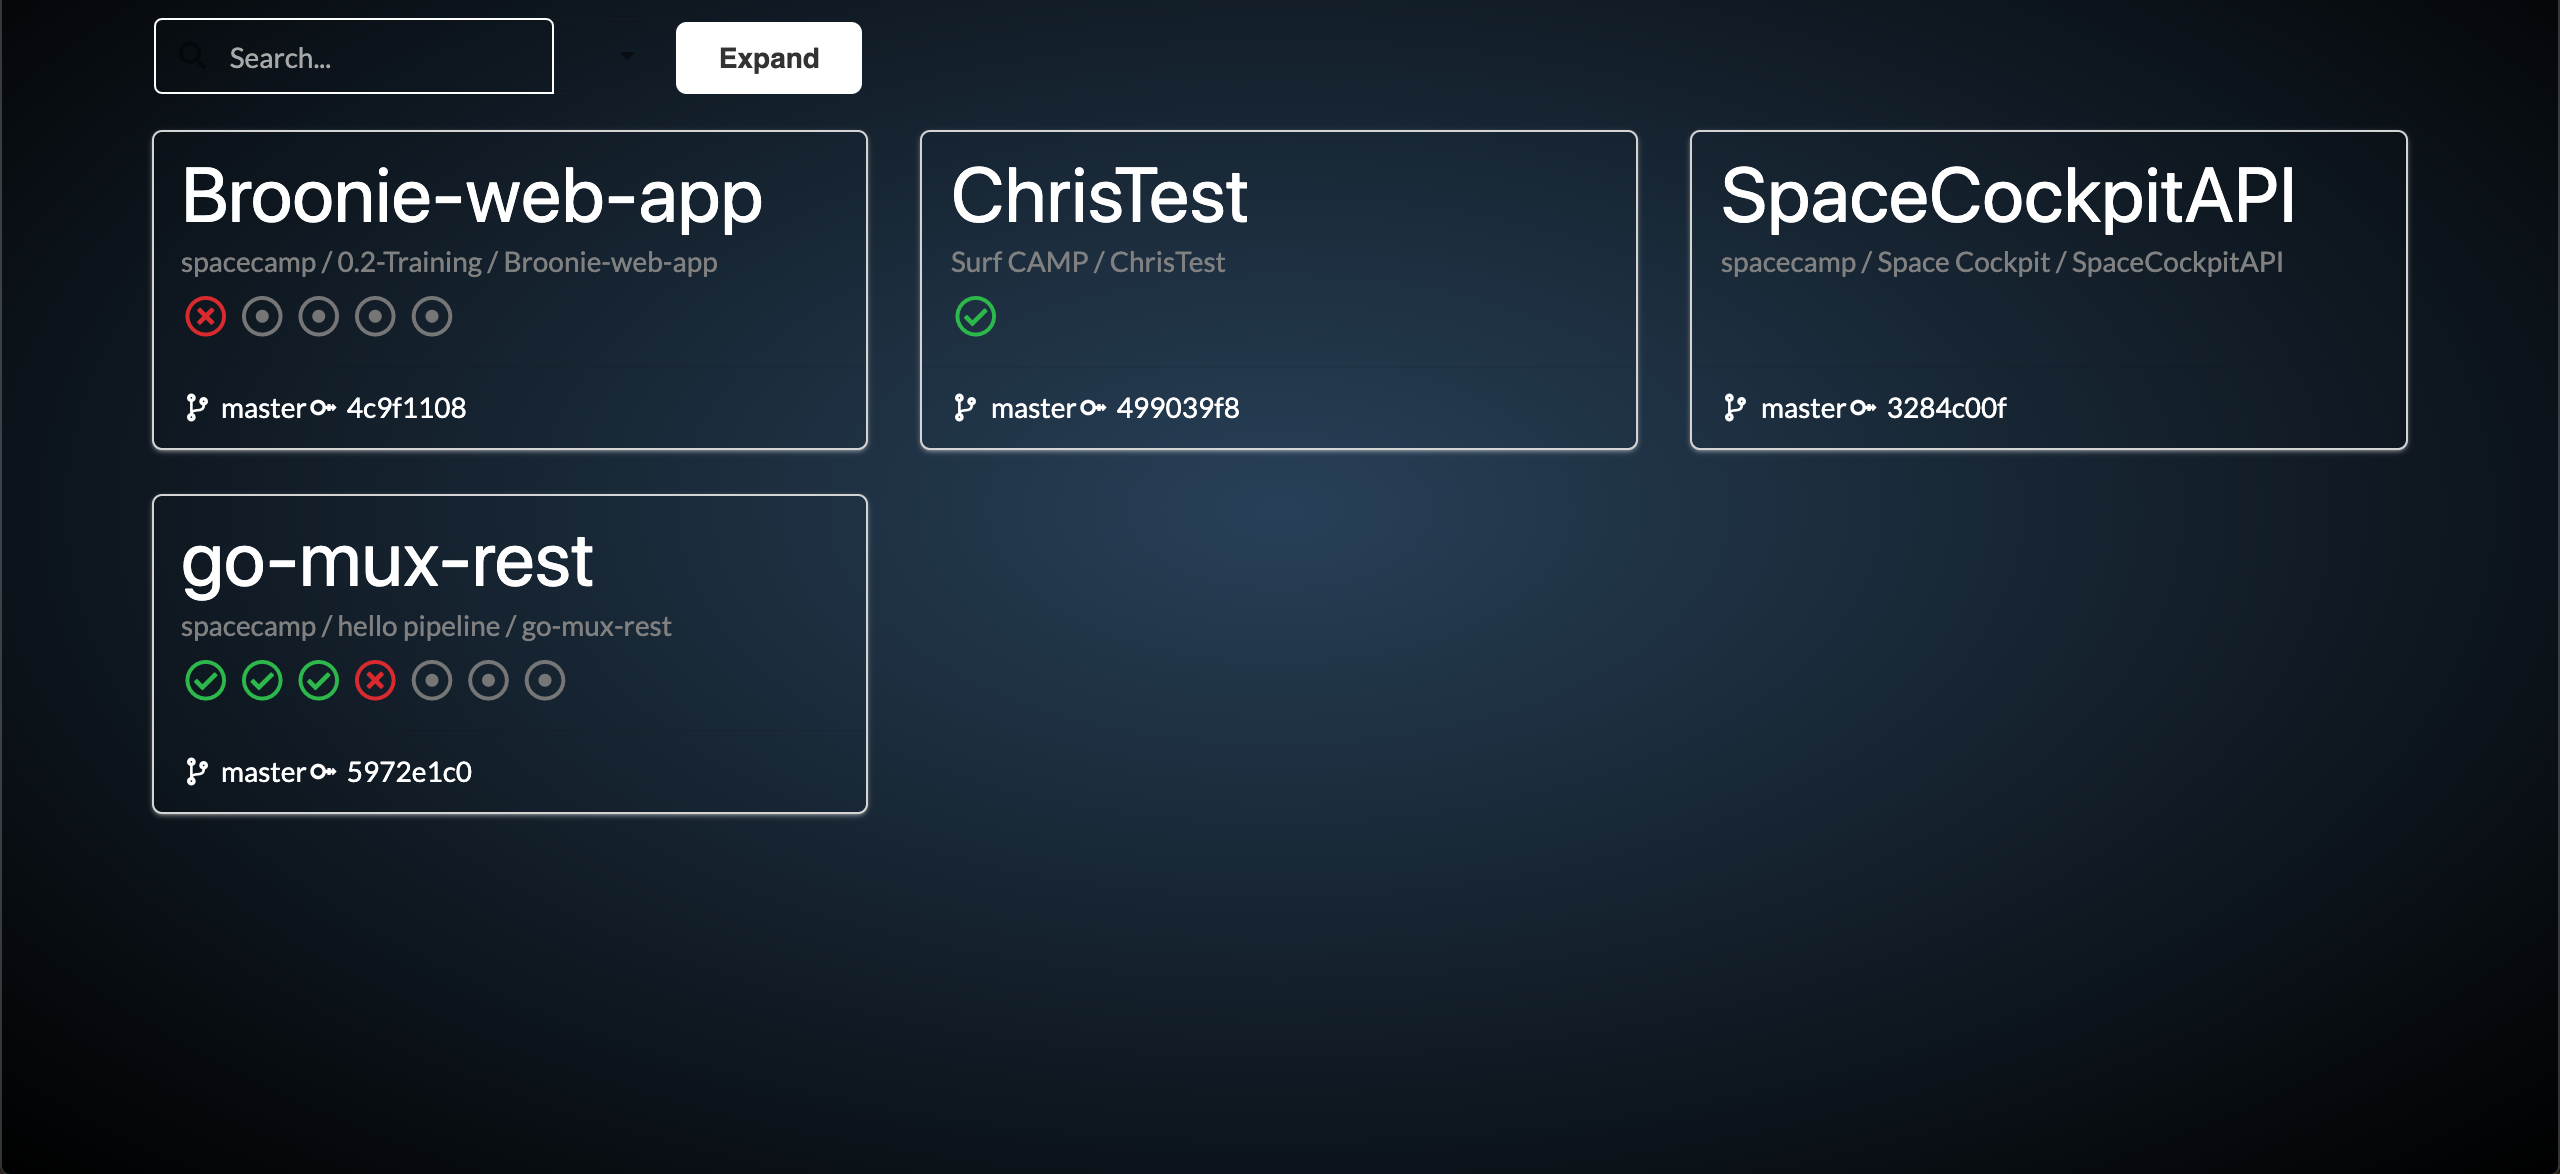 Search...
Expand
Broonie-web-app
spacecamp / 0.2-Training / Broonie-web-app
master 4c9f1108
ChrisTest
Surf CAMP / ChrisTest
master 499039f8
SpaceCockpitAPI
spacecamp / Space Cockpit / SpaceCockpitAPI
master 3284c00f
go-mux-rest
spacecamp / hello pipeline / go-mux-rest
master 5972e1c0